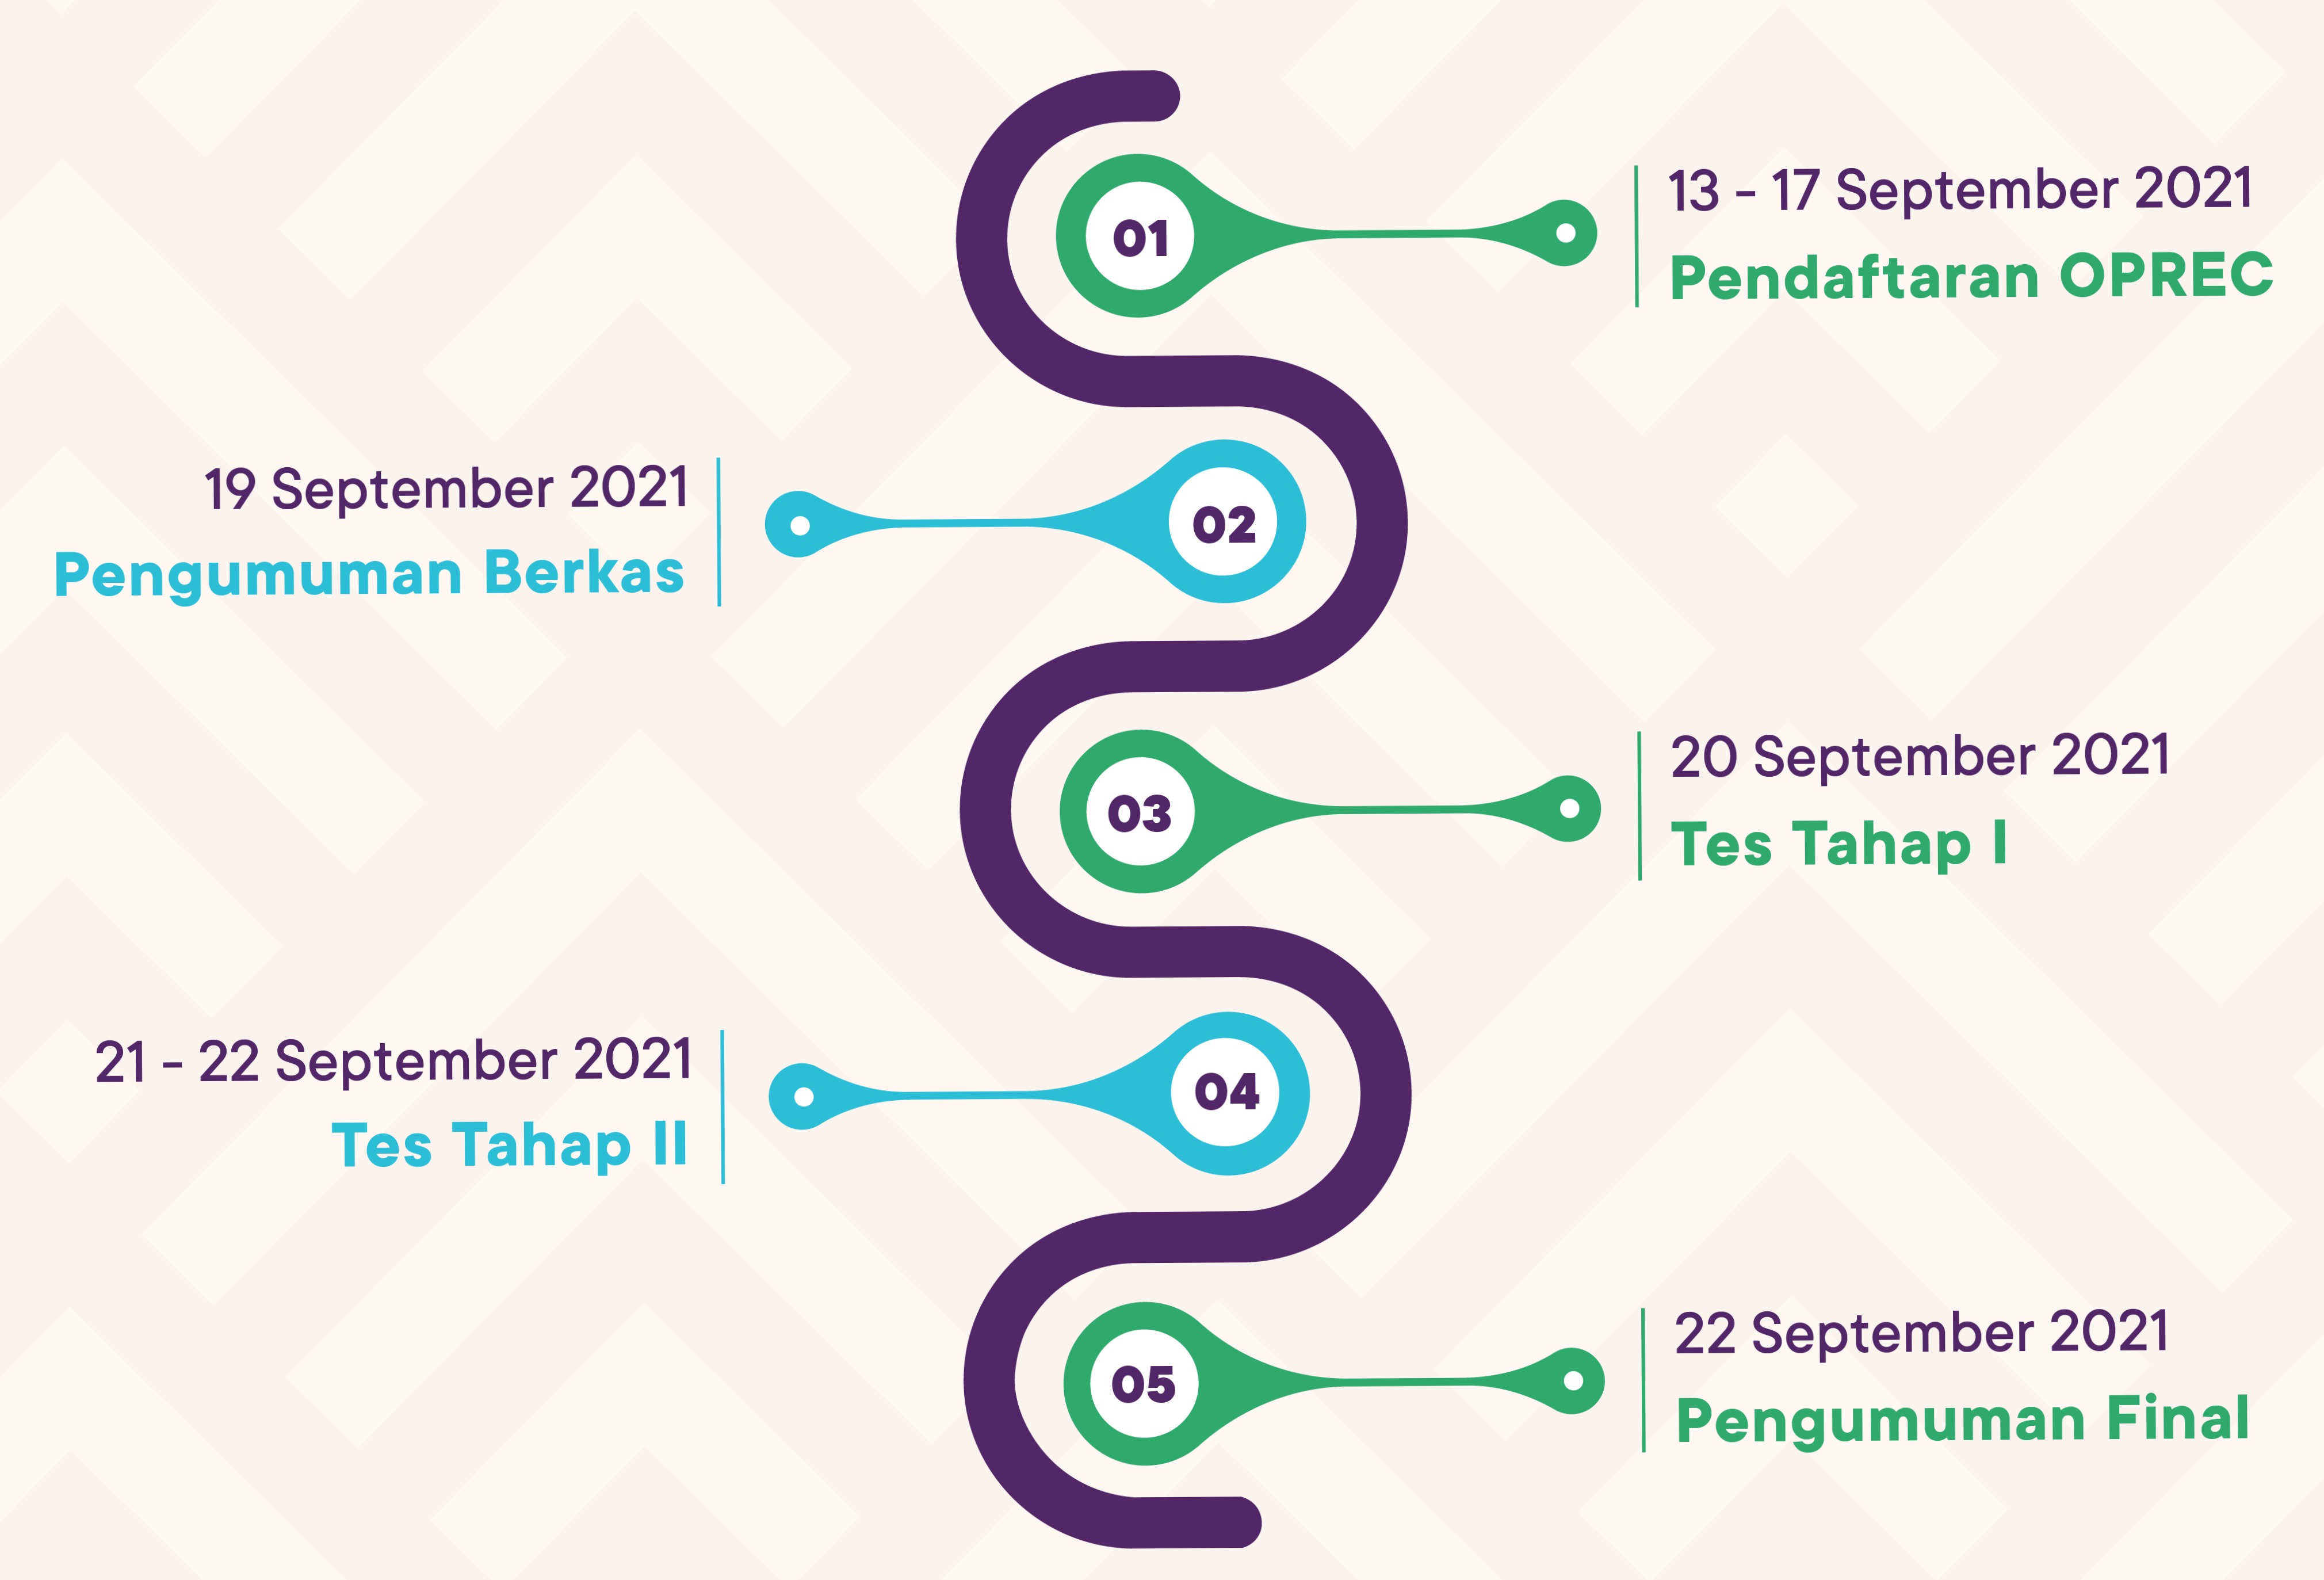 01
13 - 17 September 2021
Pendaftaran OPREC
19 September 2021
Pengumuman Berkas
02
03
20 September 2021
Tes Tahap I
21 - 22 September 2021
Tes Tahap II
04
05
22 September 2021
Pengumuman Final